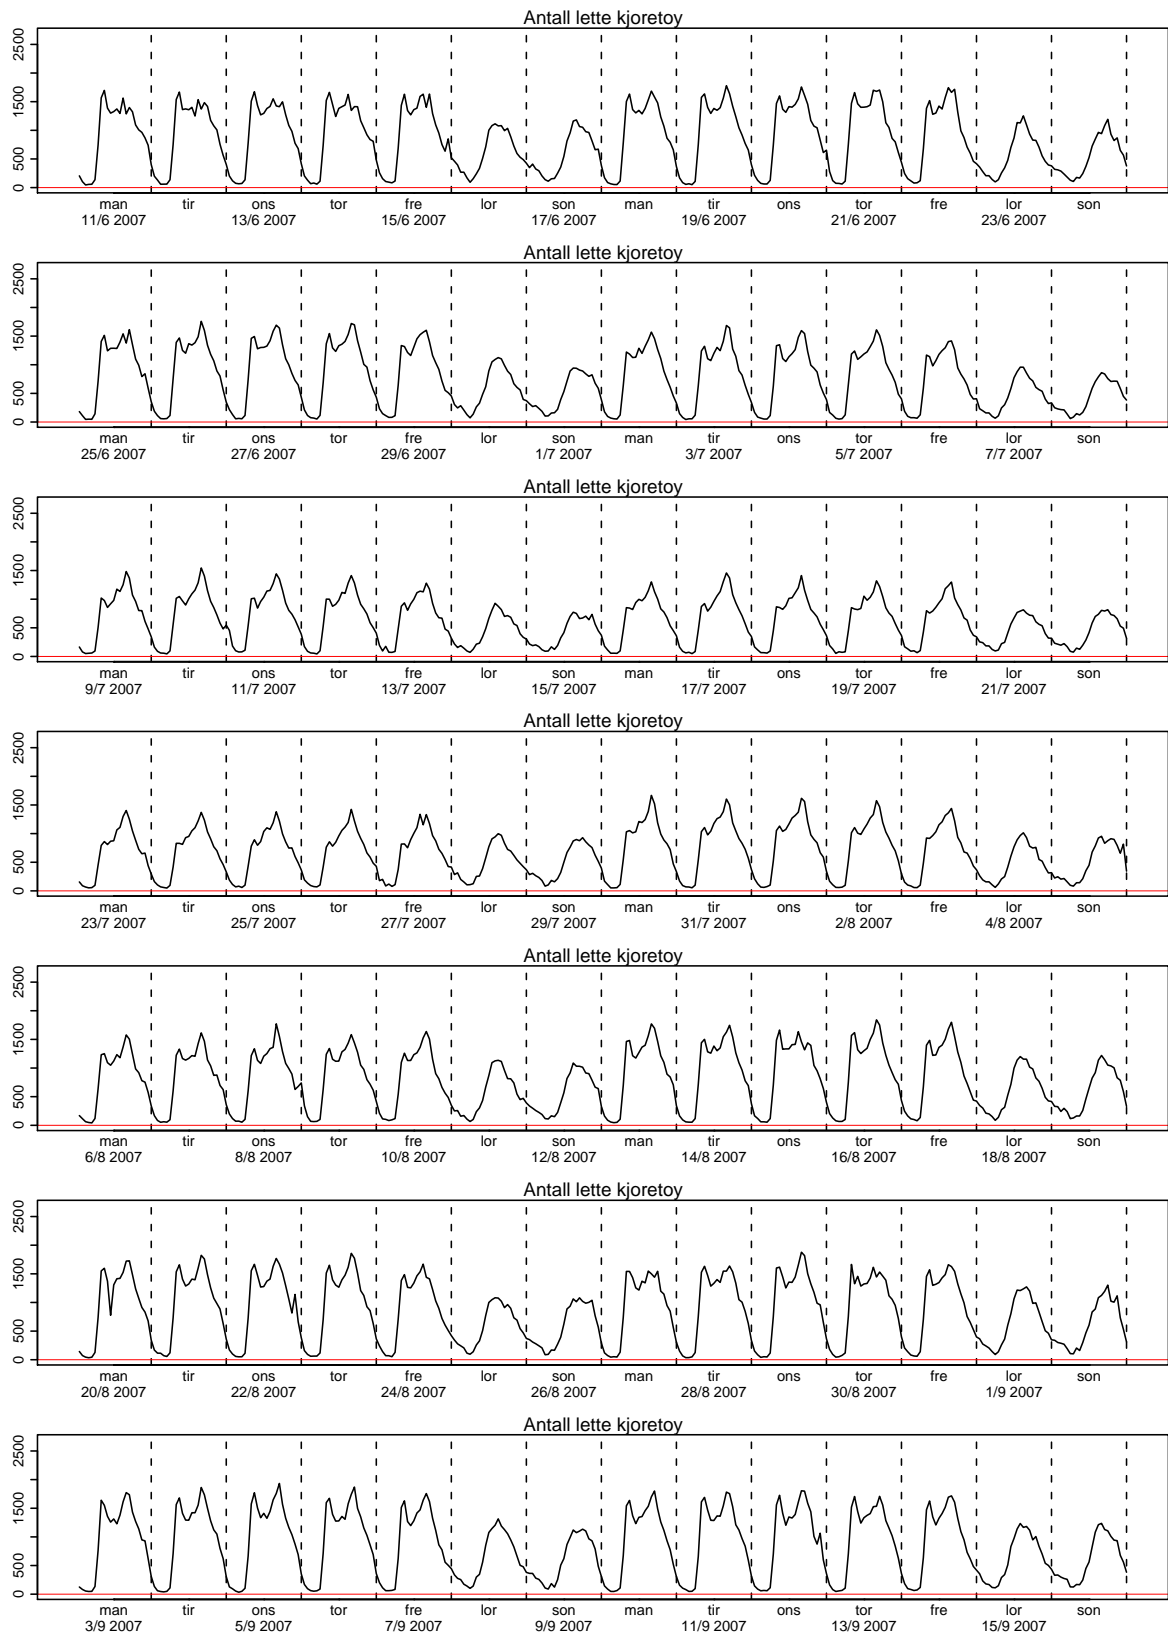 Antall lette kjoretoy
0 500 1500 2500
man tir ons tor fre lor son man tir ons tor fre lor son
11/6 2007 13/6 2007 15/6 2007 17/6 2007 19/6 2007 21/6 2007 23/6 2007
Antall lette kjoretoy
0 500 1500 2500
man tir ons tor fre lor son man tir ons tor fre lor son
25/6 2007 27/6 2007 29/6 2007 1/7 2007 3/7 2007 5/7 2007 7/7 2007
Antall lette kjoretoy
0 500 1500 2500
man tir ons tor fre lor son man tir ons tor fre lor son
9/7 2007 11/7 2007 13/7 2007 15/7 2007 17/7 2007 19/7 2007 21/7 2007
Antall lette kjoretoy
0 500 1500 2500
man tir ons tor fre lor son man tir ons tor fre lor son
23/7 2007 25/7 2007 27/7 2007 29/7 2007 31/7 2007 2/8 2007 4/8 2007
Antall lette kjoretoy
0 500 1500 2500
man tir ons tor fre lor son man tir ons tor fre lor son
6/8 2007 8/8 2007 10/8 2007 12/8 2007 14/8 2007 16/8 2007 18/8 2007
Antall lette kjoretoy
0 500 1500 2500
man tir ons tor fre lor son man tir ons tor fre lor son
20/8 2007 22/8 2007 24/8 2007 26/8 2007 28/8 2007 30/8 2007 1/9 2007
Antall lette kjoretoy
0 500 1500 2500
man tir ons tor fre lor son man tir ons tor fre lor son
3/9 2007 5/9 2007 7/9 2007 9/9 2007 11/9 2007 13/9 2007 15/9 2007